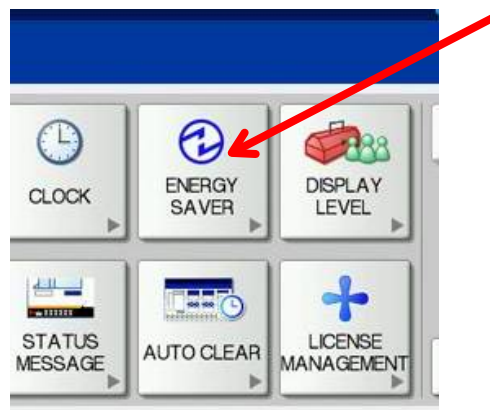 CLOCK
ENERGY
SAVER
DISPLAY
LEVEL
STATUS
MESSAGE
AUTO CLEAR
LICENSE
MANAGEMENT